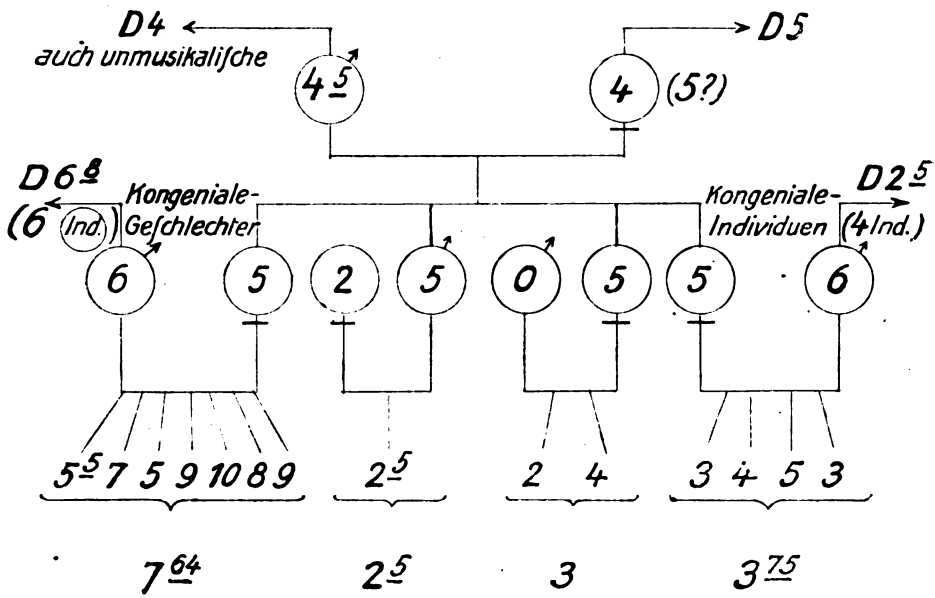 D4 D5
auch unmusikaliſche
4 5 4 (5?)
D6 8 Kongeniale- Kongeniale- D2 5
(6 Ind.) Geſchlechter Individuen (4 Ind.)
6 5 2 5 0 5 5 6
5 5 7 5 9 10 8 9 2 5 2 4 3 4 5 3
7 64 2 5 3 3 75